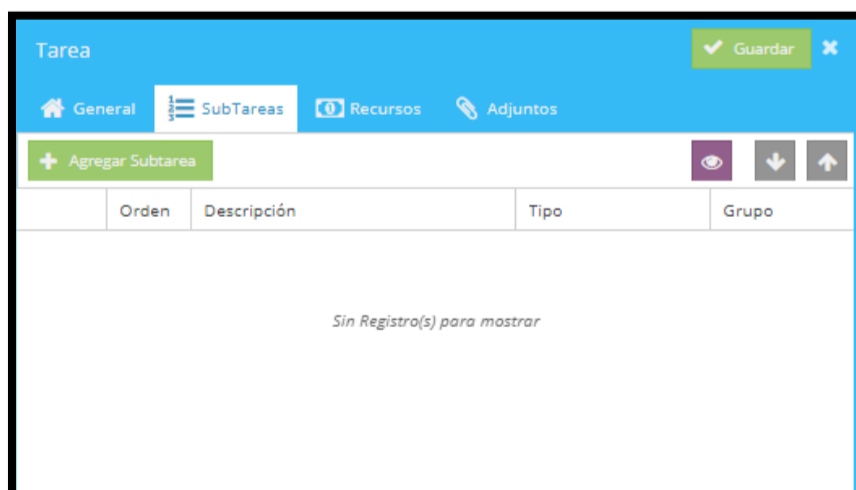 Tarea
Guardar
General SubTareas Recursos Adjuntos
Agregar Subtarea
Orden Descripción Tipo Grupo
Sin Registro(s) para mostrar